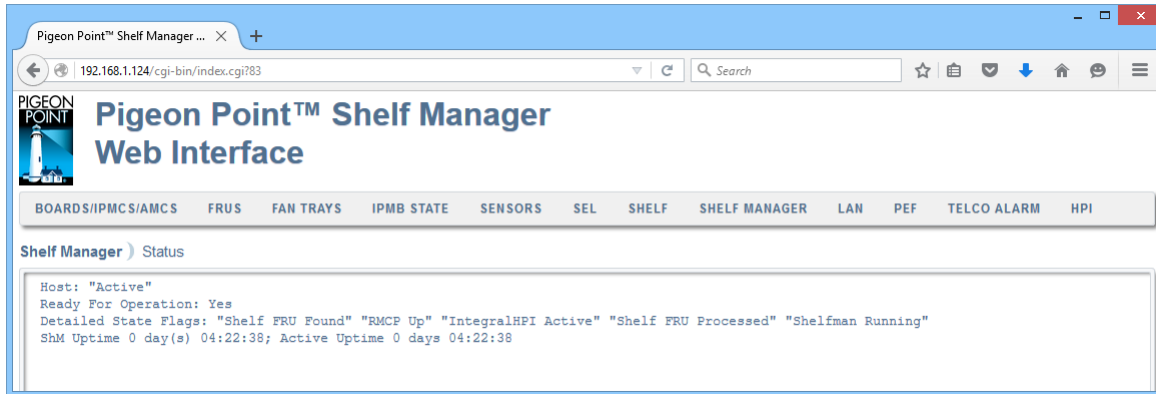 Pigeon Point™ Shelf Manager ...
192.168.1.124/cgi-bin/index.cgi?83
Search
PIGEON
POINT
Pigeon Point™ Shelf Manager
Web Interface
BOARDS/IPMCS/AMCS FRUS FAN TRAYS IPMB STATE SENSORS SEL SHELF SHELF MANAGER LAN PEF TELCO ALARM HPI
Shelf Manager ) Status
Host: "Active"
Ready For Operation: Yes
Detailed State Flags: "Shelf FRU Found" "RMCP Up" "IntegralHPI Active" "Shelf FRU Processed" "Shelfman Running"
ShM Uptime 0 day(s) 04:22:38; Active Uptime 0 days 04:22:38